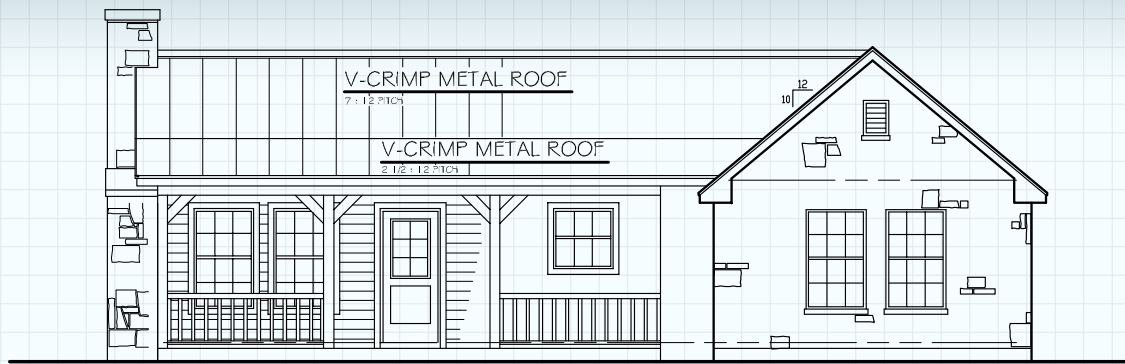 V-CRIMP METAL ROOF
7 : 12 PITCH
12
10
V-CRIMP METAL ROOF
2 1/2 : 12 PITCH